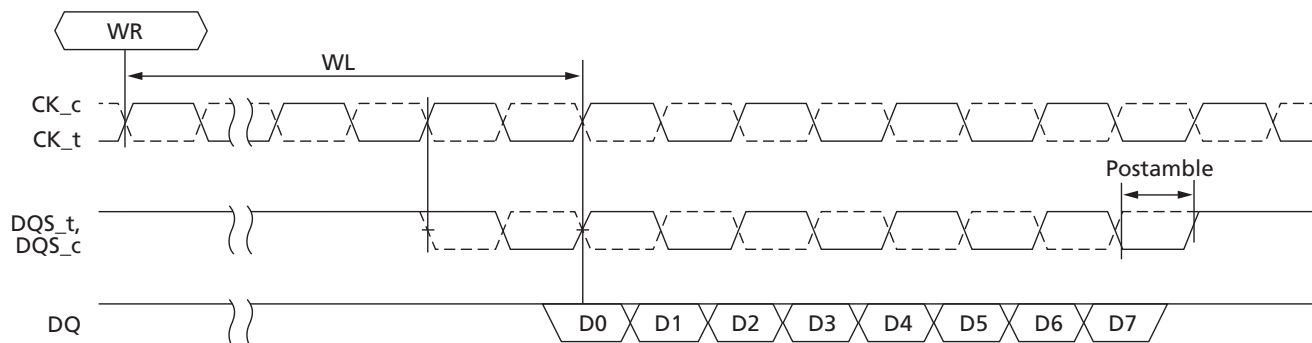 WR
WL
CK_c
CK_t
Postamble
DQS_t,
DQS_c
DQ
D0 D1 D2 D3 D4 D5 D6 D7